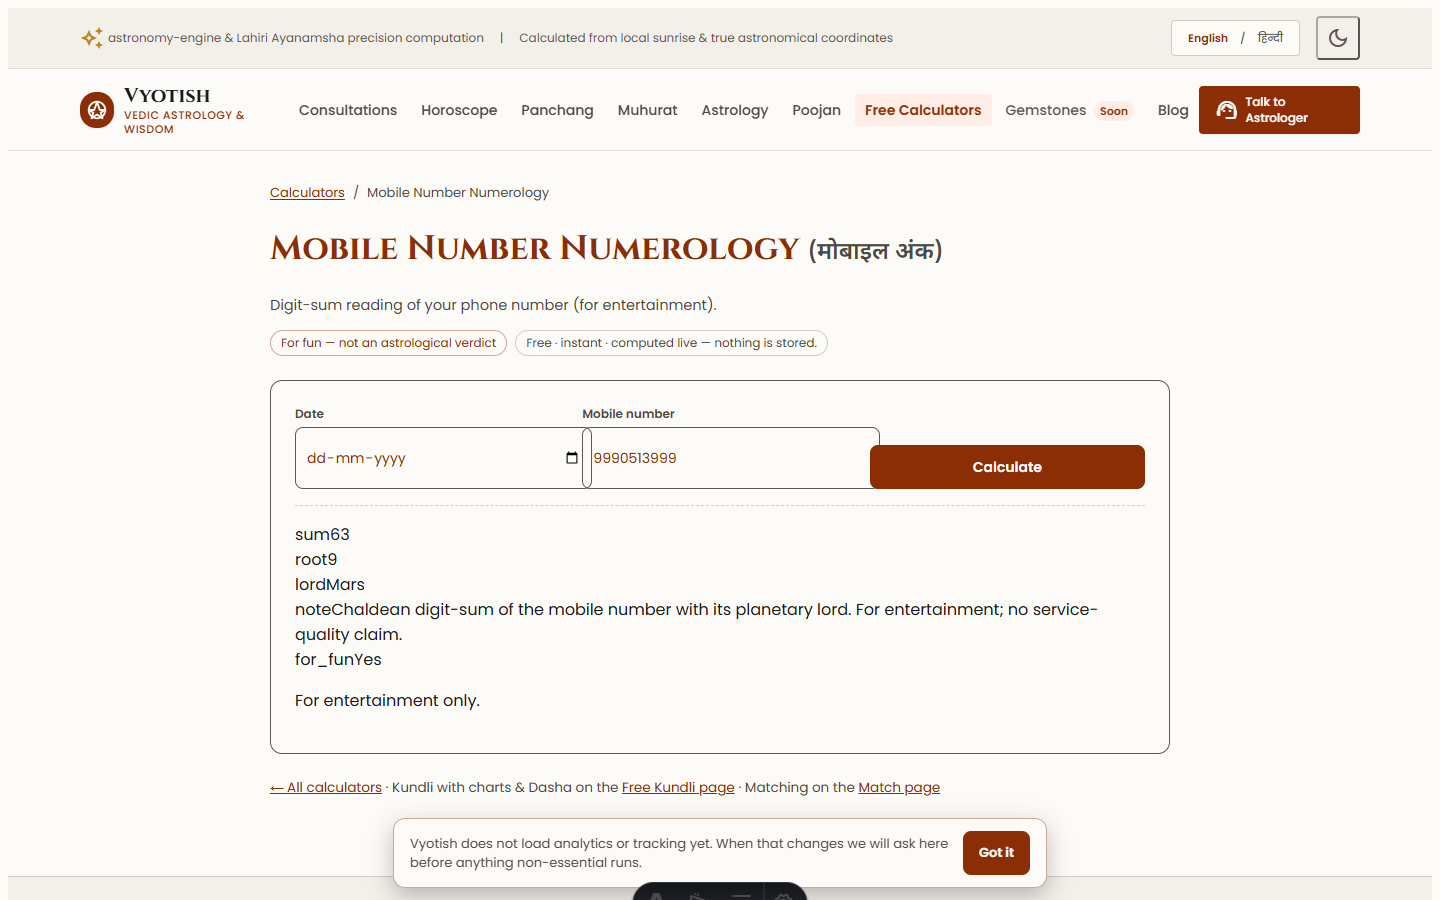 astronomy-engine & Lahiri Ayanamsha precision computation | Calculated from local sunrise & true astronomical coordinates
English / हिन्दी
Vyotish
VEDIC ASTROLOGY & WISDOM
Consultations
Horoscope
Panchang
Muhurat
Astrology
Poojan
Free Calculators
Gemstones Soon
Blog
Talk to Astrologer
Calculators / Mobile Number Numerology
Mobile Number Numerology (मोबाइल अंक)
Digit-sum reading of your phone number (for entertainment).
For fun — not an astrological verdict
Free · instant · computed live — nothing is stored.
Date
Mobile number
dd-mm-yyyy
9990513999
Calculate
sum63
root9
lordMars
noteChaldean digit-sum of the mobile number with its planetary lord. For entertainment; no service-
quality claim.
for_funYes
For entertainment only.
← All calculators · Kundli with charts & Dasha on the Free Kundli page · Matching on the Match page
Vyotish does not load analytics or tracking yet. When that changes we will ask here
before anything non-essential runs.
Got it